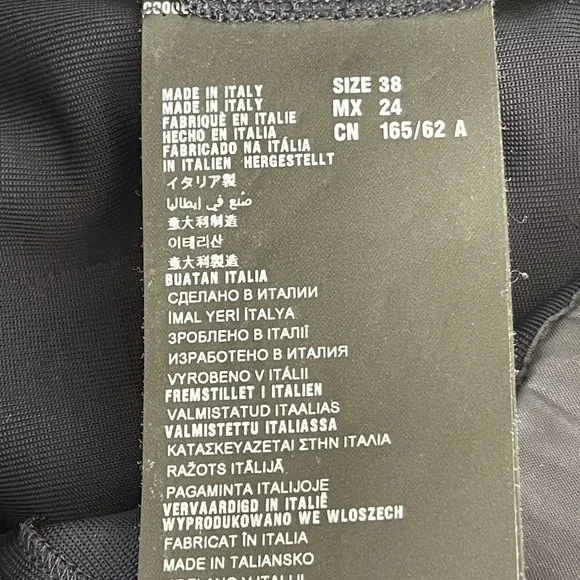 MADE IN ITALY
MADE IN ITALY
FABRIQUÉ EN ITALIE
HECHO EN ITALIA
FABRICADO NA ITÁLIA
IN ITALIEN HERGESTELLT
イタリア製
صُنع في إيطاليا
意大利制造
이테리산
意大利製造
BUATAN ITALIA
СДЕЛАНО В ИТАЛИИ
İMAL YERİ İTALYA
ЗРОБЛЕНО В ІТАЛІЇ
ИЗРАБОТЕНО В ИТАЛИЯ
VYROBENO V ITÁLII
FREMSTILLET I ITALIEN
VALMISTATUD ITAALIAS
VALMISTETTU ITALIASSA
ΚΑΤΑΣΚΕΥΑΖΕΤΑΙ ΣΤΗΝ ΙΤΑΛΙΑ
RAŽOTS ITĀLIJĀ
PAGAMINTA ITALIJOJE
VERVAARDIGD IN ITALIË
WYPRODUKOWANO WE WLOSZECH
FABRICAT ÎN ITALIA
MADE IN TALIANSKO
SIZE 38
MX 24
CN 165/62 A